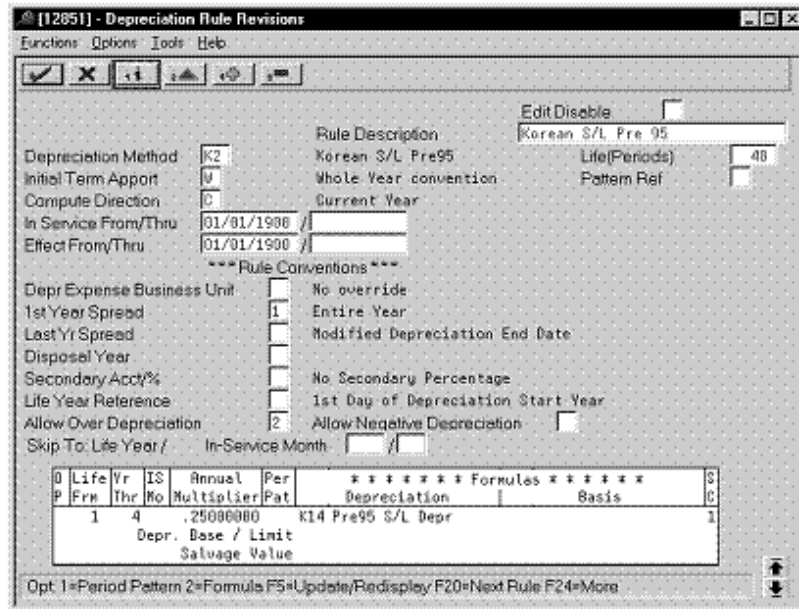 [12851] - Depreciation Rule Revisions
Functions Options Tools Help
Edit Disable
Rule Description Korean S/L Pre 95
Depreciation Method K2 Korean S/L Pre95 Life(Periods) 48
Initial Term Apport W Whole Year convention Pattern Ref
Compute Direction C Current Year
In Service From/Thru 01/01/1900 /
Effect From/Thru 01/01/1900 /
***Rule Conventions***
Depr Expense Business Unit No override
1st Year Spread 1 Entire Year
Last Yr Spread Modified Depreciation End Date
Disposal Year
Secondary Acct/% No Secondary Percentage
Life Year Reference 1st Day of Depreciation Start Year
Allow Over Depreciation 2 Allow Negative Depreciation
Skip To: Life Year / In-Service Month /
O Life Yr IS Annual Per * * * * * * * Formulas * * * * * * S
P Frm Thr Mo Multiplier Pat Depreciation Basis C
1 4 .25000000 K14 Pre95 S/L Depr 1
Depr. Base / Limit
Salvage Value
Opt: 1=Period Pattern 2=Formula F5=Update/Redisplay F20=Next Rule F24=More